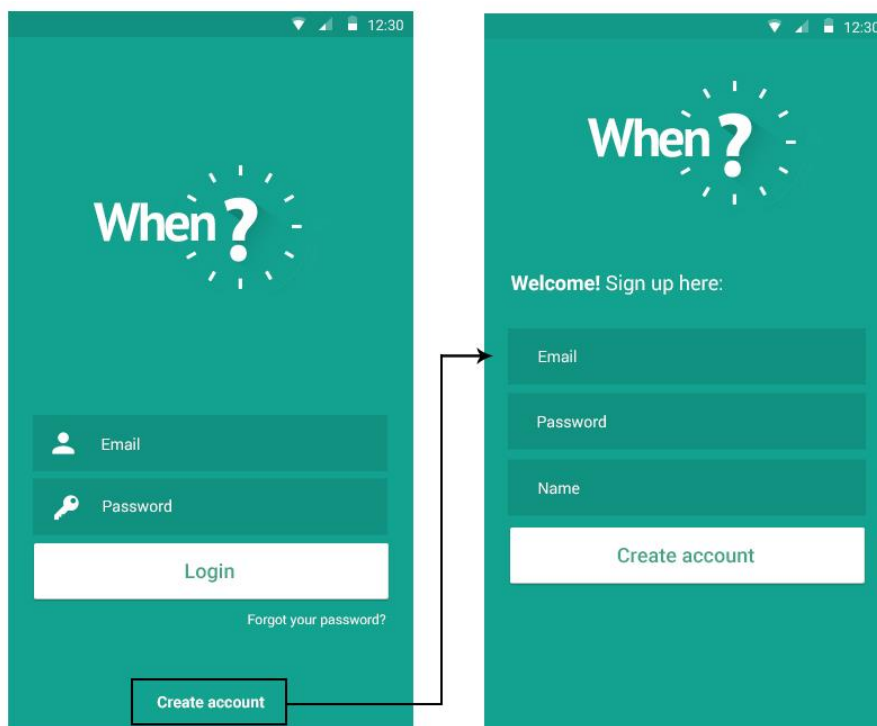 12:30
When?
Email
Password
Login
Forgot your password?
Create account
12:30
When?
Welcome! Sign up here:
Email
Password
Name
Create account